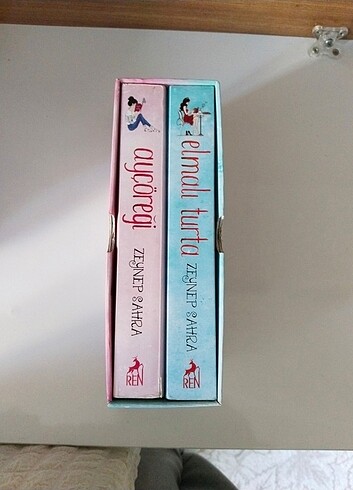 ayçöreği
ZEYNEP SAHRA
REN
elmalı turta
ZEYNEP SAHRA
REN